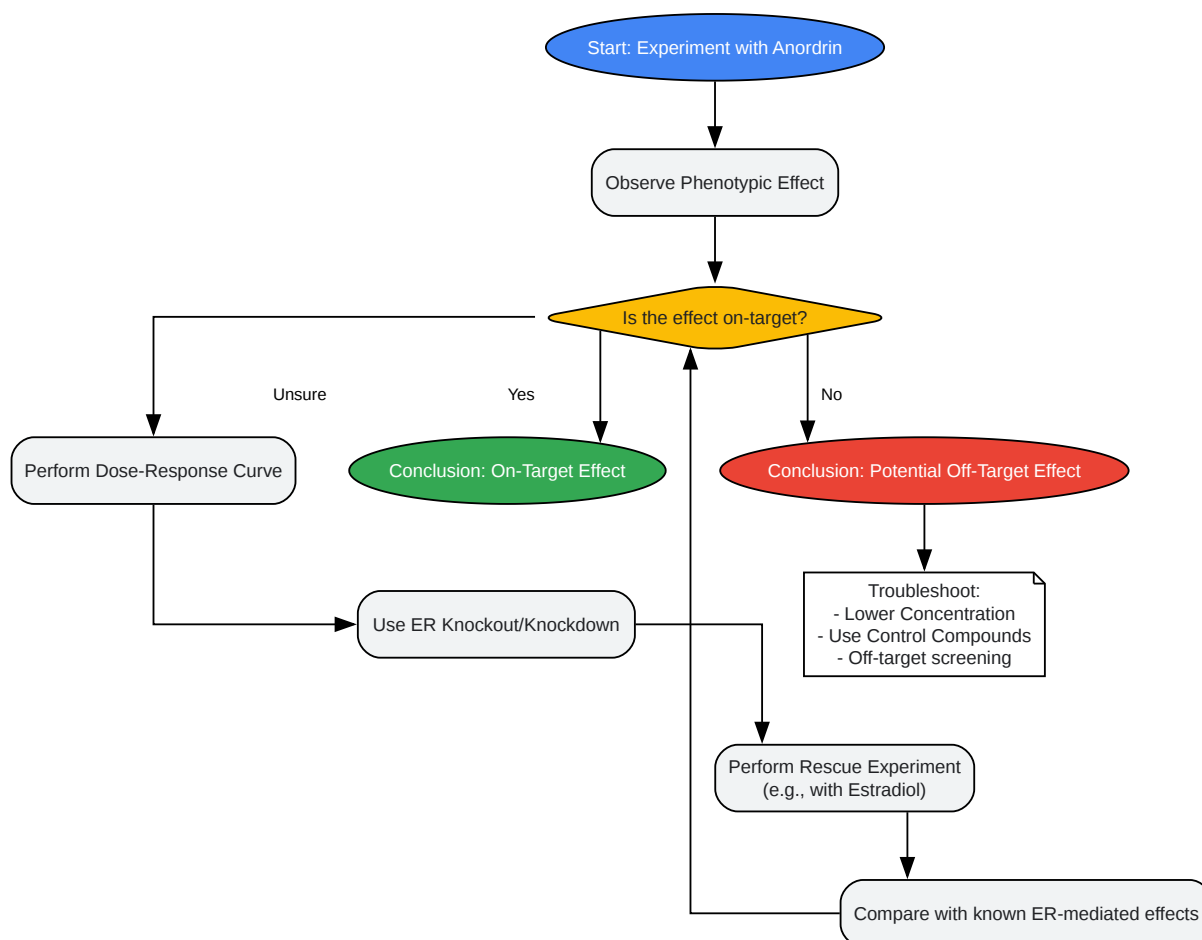 Start: Experiment with Anordrin
Observe Phenotypic Effect
Is the effect on-target?
Unsure
Yes
No
Perform Dose-Response Curve
Conclusion: On-Target Effect
Conclusion: Potential Off-Target Effect
Troubleshoot:
- Lower Concentration
- Use Control Compounds
- Off-target screening
Use ER Knockout/Knockdown
Perform Rescue Experiment
(e.g., with Estradiol)
Compare with known ER-mediated effects